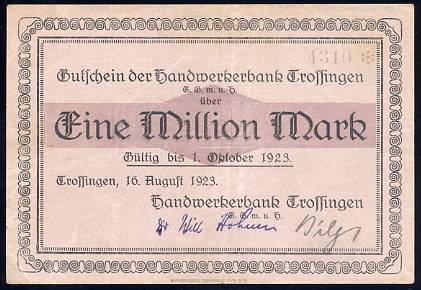 4310 *
Gutschein der Handwerkerbank Trossingen
E. G. m. u. H.
über
Eine Million Mark
Gültig bis 1. Oktober 1923.
Trossingen, 16. August 1923.
Handwerkerbank Trossingen
E. G. m. u. H.
Will